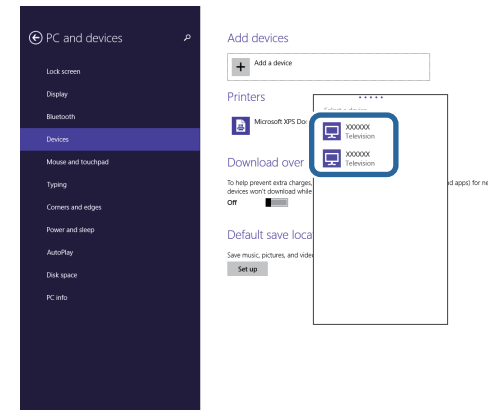 PC and devices
Lock screen
Display
Bluetooth
Devices
Mouse and touchpad
Typing
Corners and edges
Power and sleep
AutoPlay
Disk space
PC info
Add devices
Add a device
Printers
Microsoft XPS Do
Download over
To help prevent extra charges,
d apps) for ne
devices won't download while
Off
Default save loca
Save music, pictures, and vide
Set up
XXXXXX
Television
XXXXXX
Television